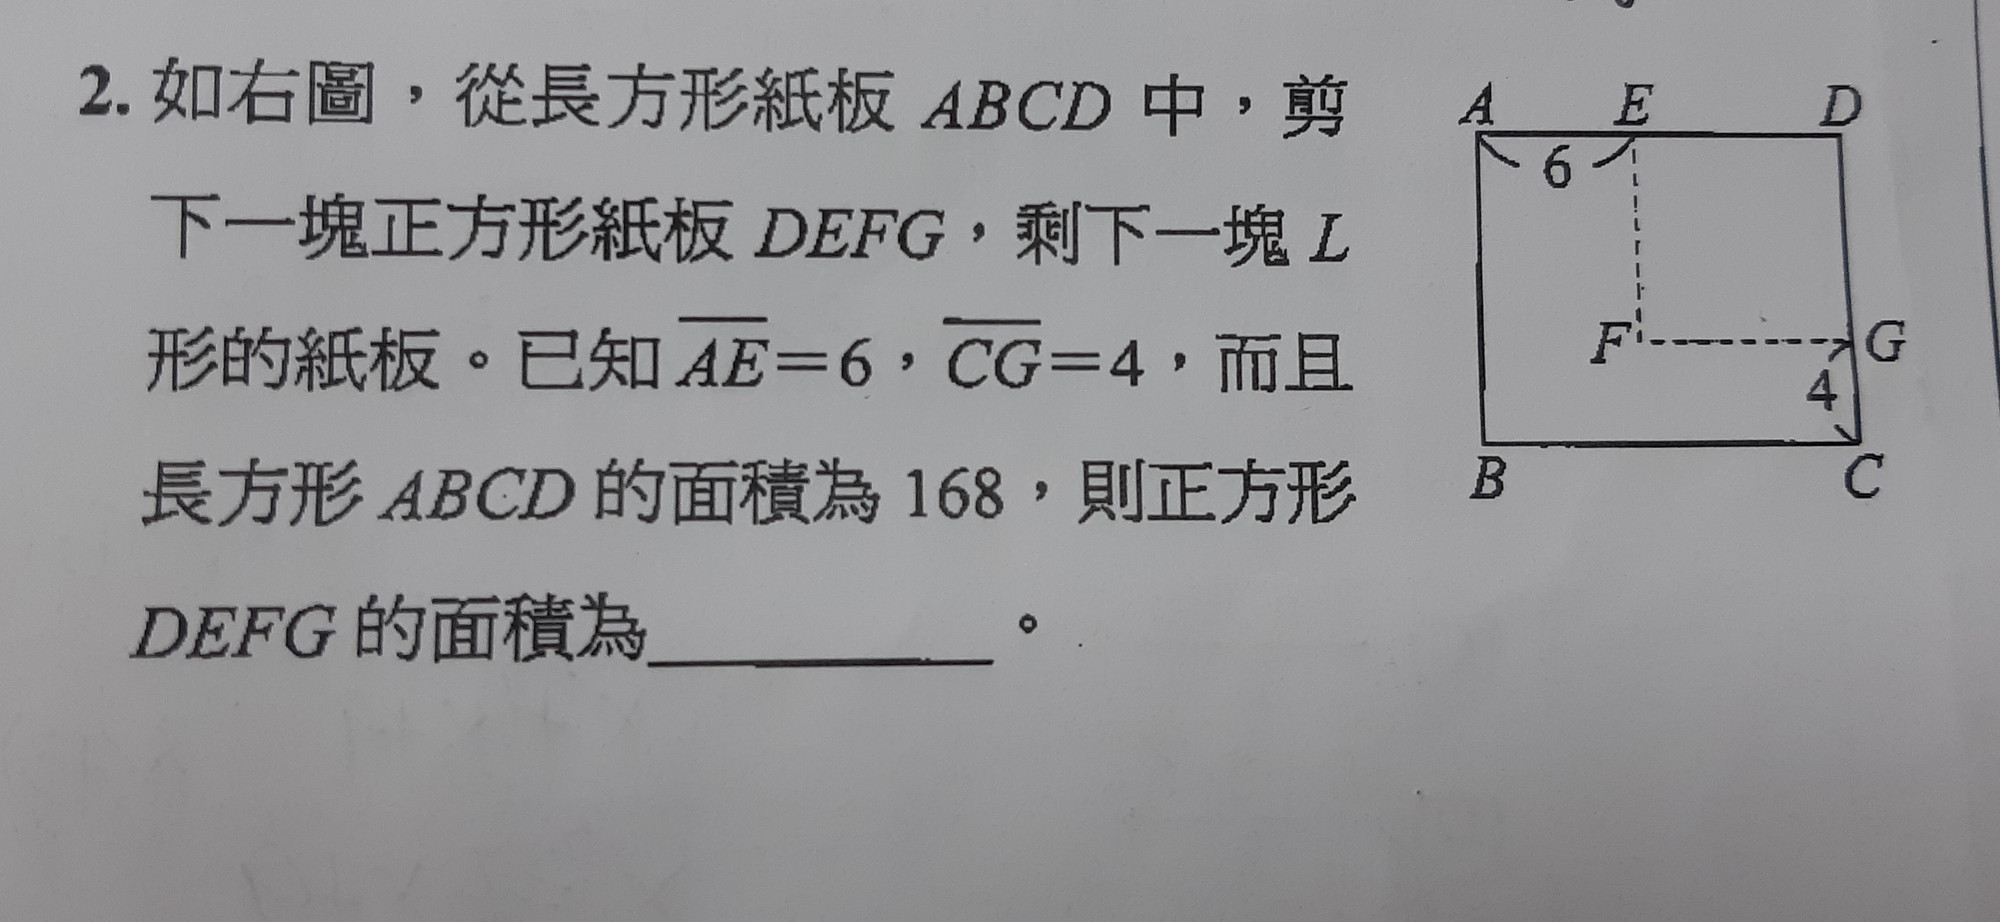 2. 如右圖，從長方形紙板 ABCD 中，剪
下一塊正方形紙板 DEFG，剩下一塊 L
形的紙板。已知 AE=6，CG=4，而且
長方形 ABCD 的面積為 168，則正方形
DEFG 的面積為________。
A E D
6
F G
4
B C